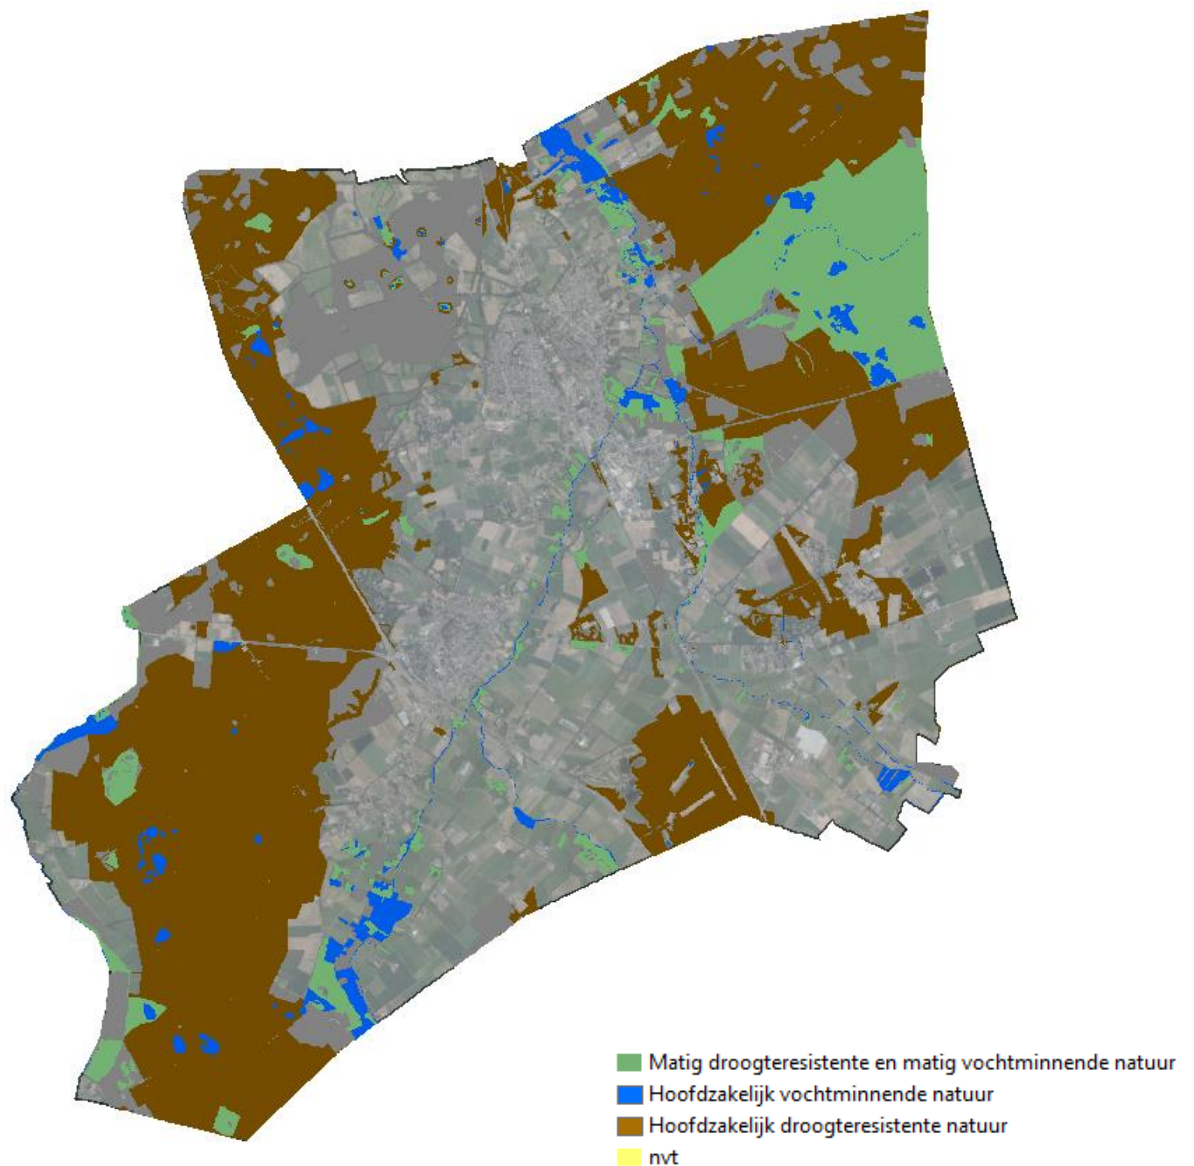 Matig droogteresistente en matig vochtminnende natuur
Hoofdzakelijk vochtminnende natuur
Hoofdzakelijk droogteresistente natuur
nvt